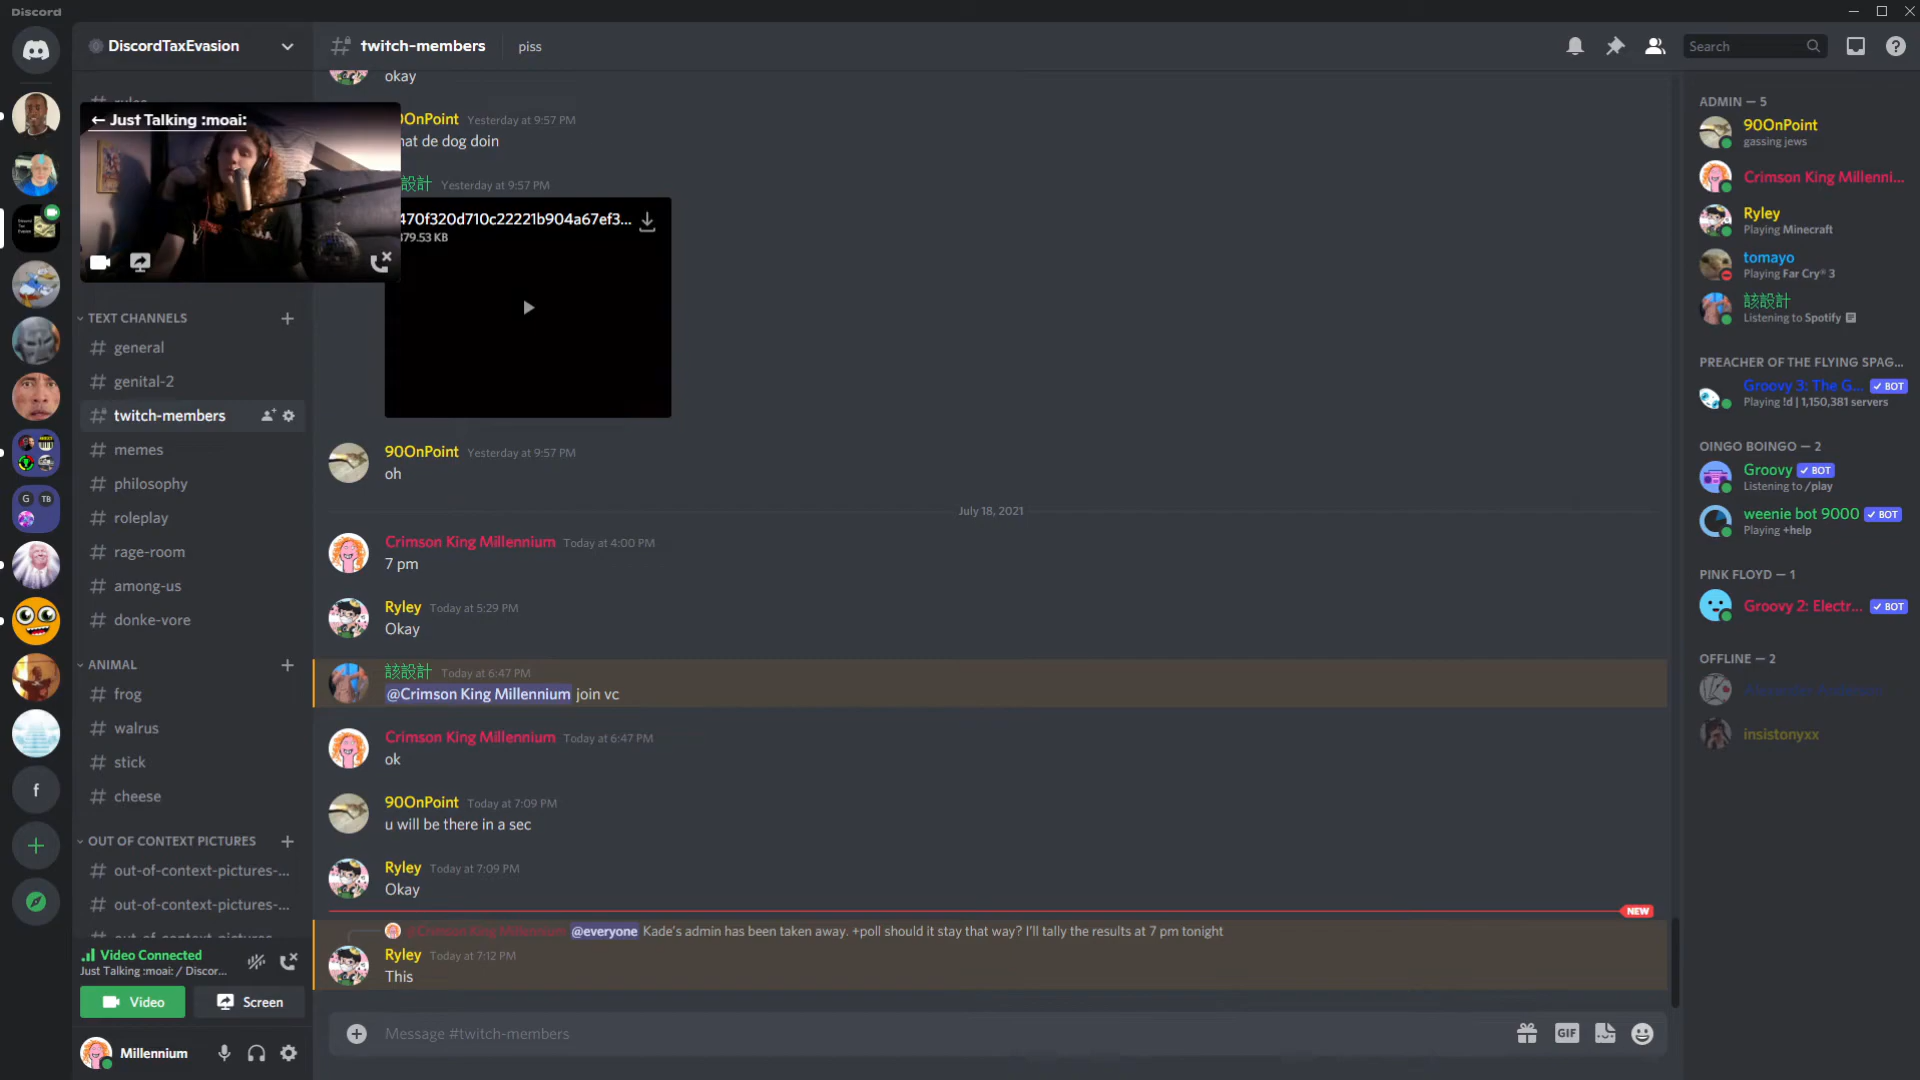 Discord
DiscordTaxEvasion
twitch-members
piss
Search
← Just Talking :moai:
TEXT CHANNELS
general
genital-2
twitch-members
memes
philosophy
roleplay
rage-room
among-us
donke-vore
ANIMAL
frog
walrus
stick
cheese
OUT OF CONTEXT PICTURES
out-of-context-pictures-...
out-of-context-pictures-...
G
TB
f
Video Connected
Just Talking :moai: / Discor...
Video
Screen
Millennium
okay
0OnPoint Yesterday at 9:57 PM
hat de dog doin
設計 Yesterday at 9:57 PM
470f320d710c22221b904a67ef3...
379.53 KB
90OnPoint Yesterday at 9:57 PM
oh
July 18, 2021
Crimson King Millennium Today at 4:00 PM
7 pm
Ryley Today at 5:29 PM
Okay
該設計 Today at 6:47 PM
@Crimson King Millennium join vc
Crimson King Millennium Today at 6:47 PM
ok
90OnPoint Today at 7:09 PM
u will be there in a sec
Ryley Today at 7:09 PM
Okay
NEW
@Crimson King Millennium @everyone Kade's admin has been taken away. +poll should it stay that way? I'll tally the results at 7 pm tonight
Ryley Today at 7:12 PM
This
Message #twitch-members
GIF
ADMIN — 5
90OnPoint
gassing jews
Crimson King Millenni...
Ryley
Playing Minecraft
tomayo
Playing Far Cry® 3
該設計
Listening to Spotify
PREACHER OF THE FLYING SPAG...
Groovy 3: The G... BOT
Playing !d | 1,150,381 servers
OINGO BOINGO — 2
Groovy BOT
Listening to /play
weenie bot 9000 BOT
Playing +help
PINK FLOYD — 1
Groovy 2: Electr... BOT
OFFLINE — 2
insistonyxx